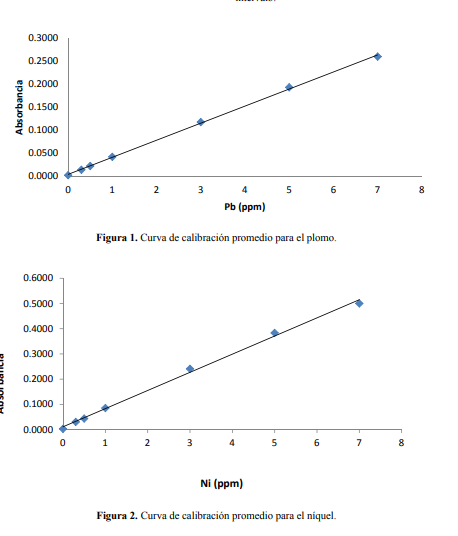 0.3000
0.2500
0.2000
0.1500
0.1000
0.0500
0.0000
Absorbancia
0 1 2 3 4 5 6 7 8
Pb (ppm)
Figura 1. Curva de calibración promedio para el plomo.
0.6000
0.5000
0.4000
0.3000
0.2000
0.1000
0.0000
0 1 2 3 4 5 6 7 8
Ni (ppm)
Figura 2. Curva de calibración promedio para el níquel.